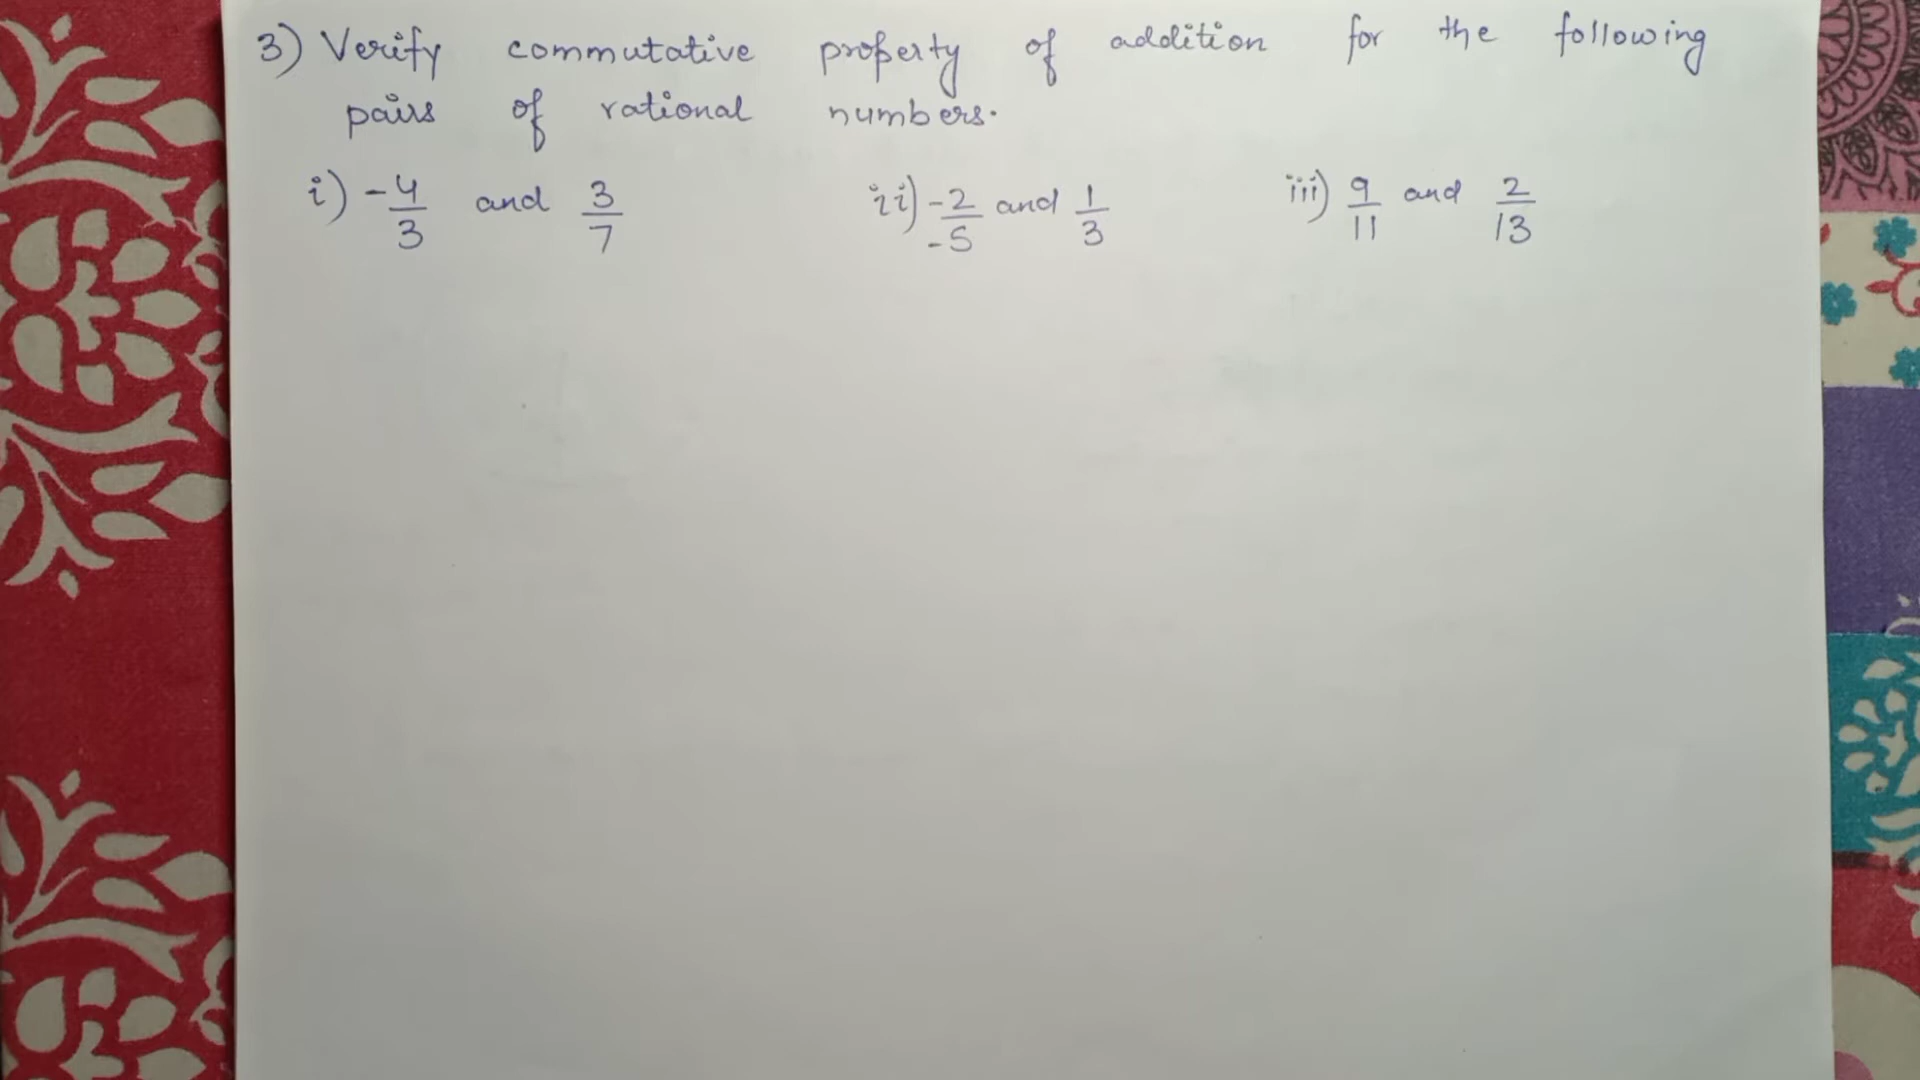 3) Verify commutative property of addition for the following
pairs of rational numbers.
i) -4/3 and 3/7 ii) -2/-5 and 1/3 iii) 9/11 and 2/13